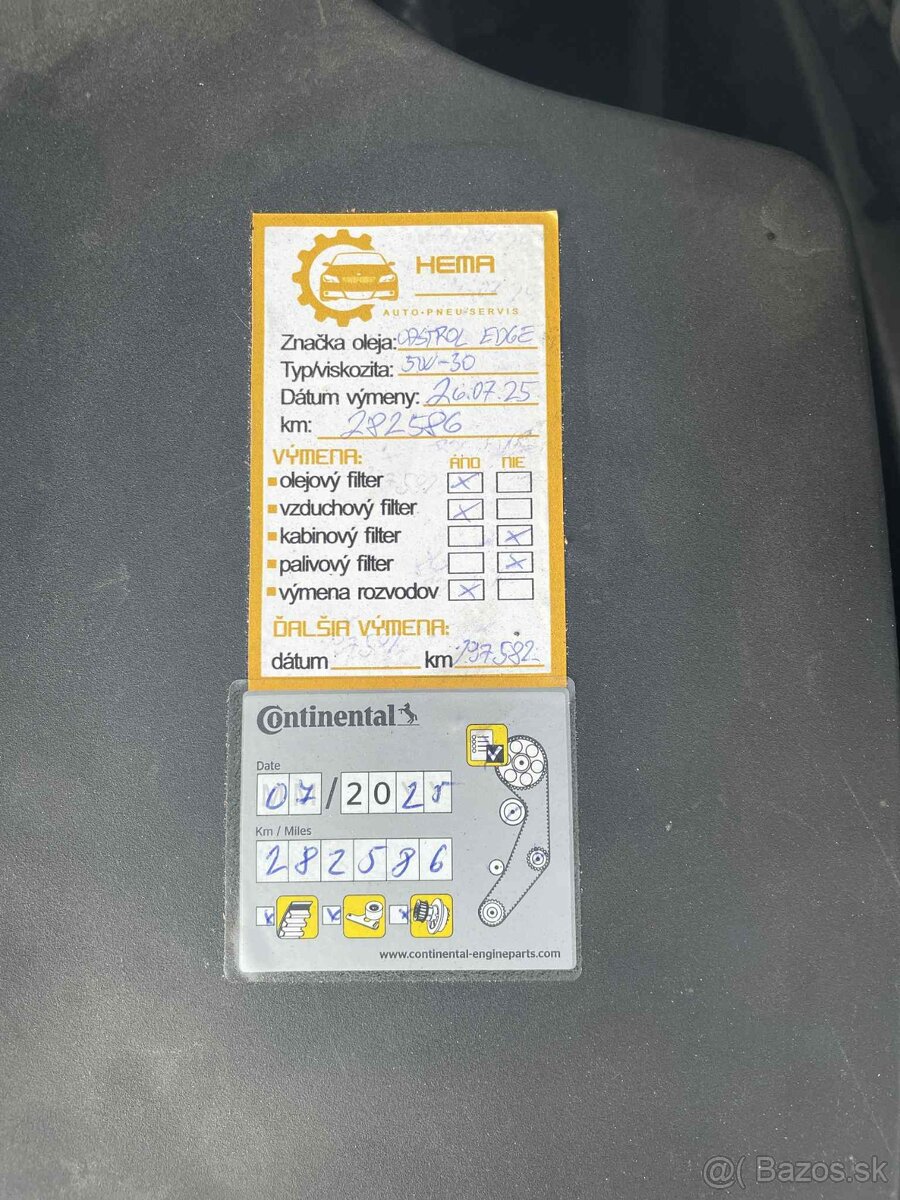 HEMA
AUTO-PNEU-SERVIS
Značka oleja: CASTROL EDGE
Typ/viskozita: 5W-30
Dátum výmeny: 26.07.25
km: 282586
VÝMENA: ÁNO NIE
olejový filter X
vzduchový filter X
kabinový filter X
palivový filter X
výmena rozvodov X
ĎALŠIA VÝMENA:
dátum km 197582
Continental
Date
07/2025
Km / Miles
282586
x x x
www.continental-engineparts.com
@( Bazos.sk